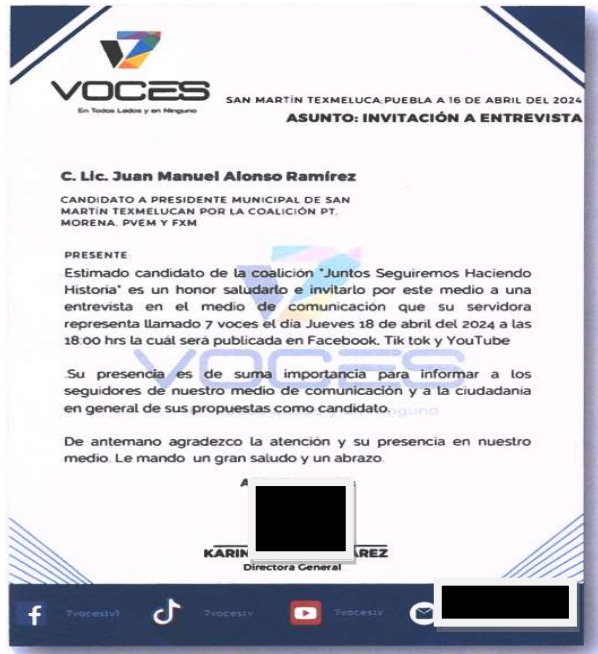 VOCES
En Todos Lados y en Ninguno
SAN MARTÍN TEXMELUCA,PUEBLA A 16 DE ABRIL DEL 2024
ASUNTO: INVITACIÓN A ENTREVISTA
C. Lic. Juan Manuel Alonso Ramírez
CANDIDATO A PRESIDENTE MUNICIPAL DE SAN
MARTÍN TEXMELUCAN POR LA COALICIÓN PT,
MORENA, PVEM Y FXM
PRESENTE:
Estimado candidato de la coalición "Juntos Seguiremos Haciendo
Historia" es un honor saludarlo e invitarlo por este medio a una
entrevista en el medio de comunicación que su servidora
representa llamado 7 voces el día Jueves 18 de abril del 2024 a las
18:00 hrs la cuál será publicada en Facebook, Tik tok y YouTube
.Su presencia es de suma importancia para informar a los
seguidores de nuestro medio de comunicación y a la ciudadanía
en general de sus propuestas como candidato.
De antemano agradezco la atención y su presencia en nuestro
medio. Le mando un gran saludo y un abrazo.
KARIN AREZ
Directora General
7vocestv1 7vocestv 7vocestv